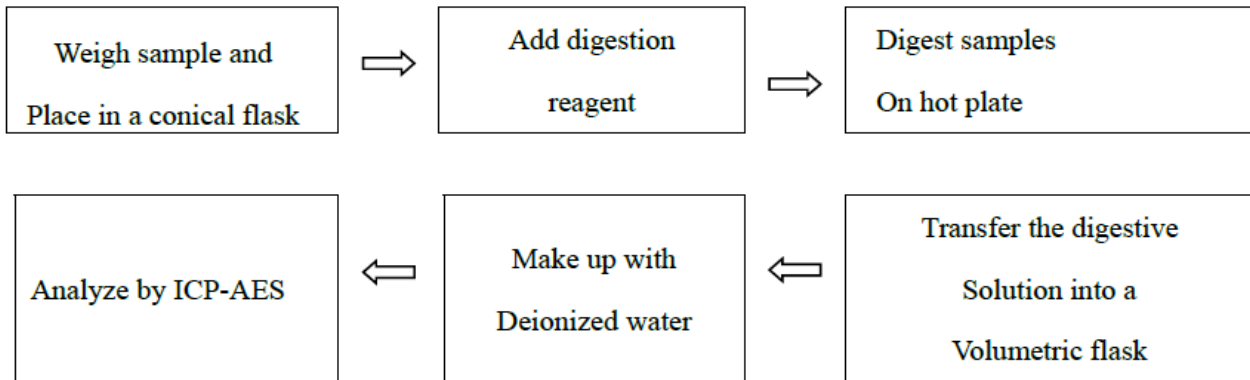 Weigh sample and
Place in a conical flask
Add digestion
reagent
Digest samples
On hot plate
Transfer the digestive
Solution into a
Volumetric flask
Make up with
Deionized water
Analyze by ICP-AES